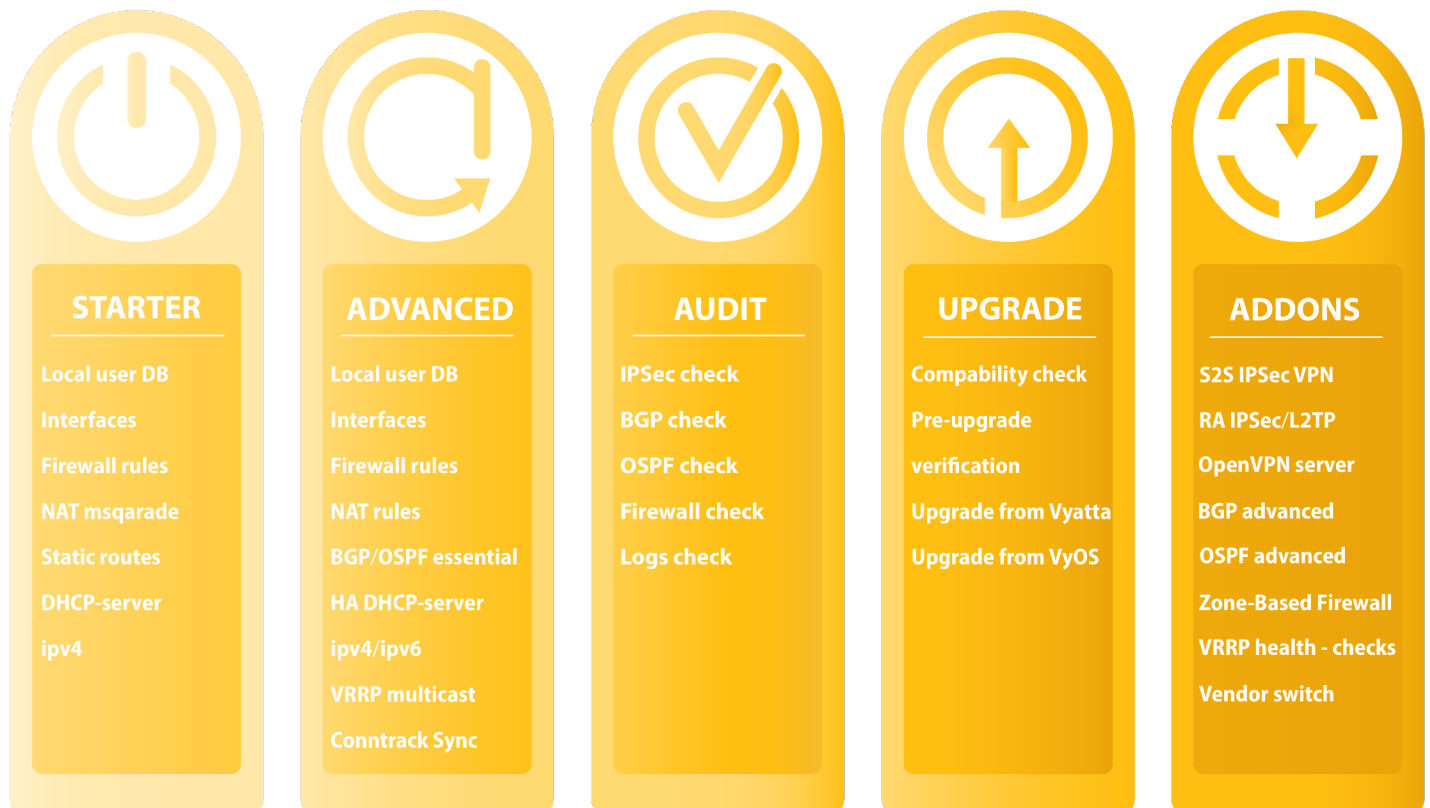 STARTER
Local user DB
Interfaces
Firewall rules
NAT msqarade
Static routes
DHCP-server
ipv4
ADVANCED
Local user DB
Interfaces
Firewall rules
NAT rules
BGP/OSPF essential
HA DHCP-server
ipv4/ipv6
VRRP multicast
Conntrack Sync
AUDIT
IPSec check
BGP check
OSPF check
Firewall check
Logs check
UPGRADE
Compability check
Pre-upgrade
verification
Upgrade from Vyatta
Upgrade from VyOS
ADDONS
S2S IPSec VPN
RA IPSec/L2TP
OpenVPN server
BGP advanced
OSPF advanced
Zone-Based Firewall
VRRP health - checks
Vendor switch